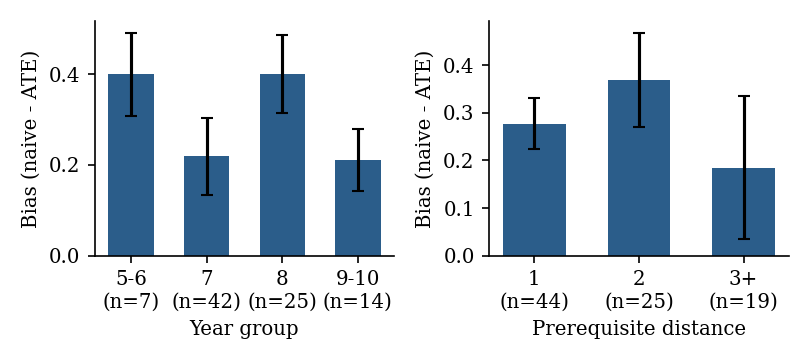 Bias (naive - ATE)
0.4
0.2
0.0
5-6 7 8 9-10
(n=7) (n=42) (n=25) (n=14)
Year group
Bias (naive - ATE)
0.4
0.3
0.2
0.1
0.0
1 2 3+
(n=44) (n=25) (n=19)
Prerequisite distance